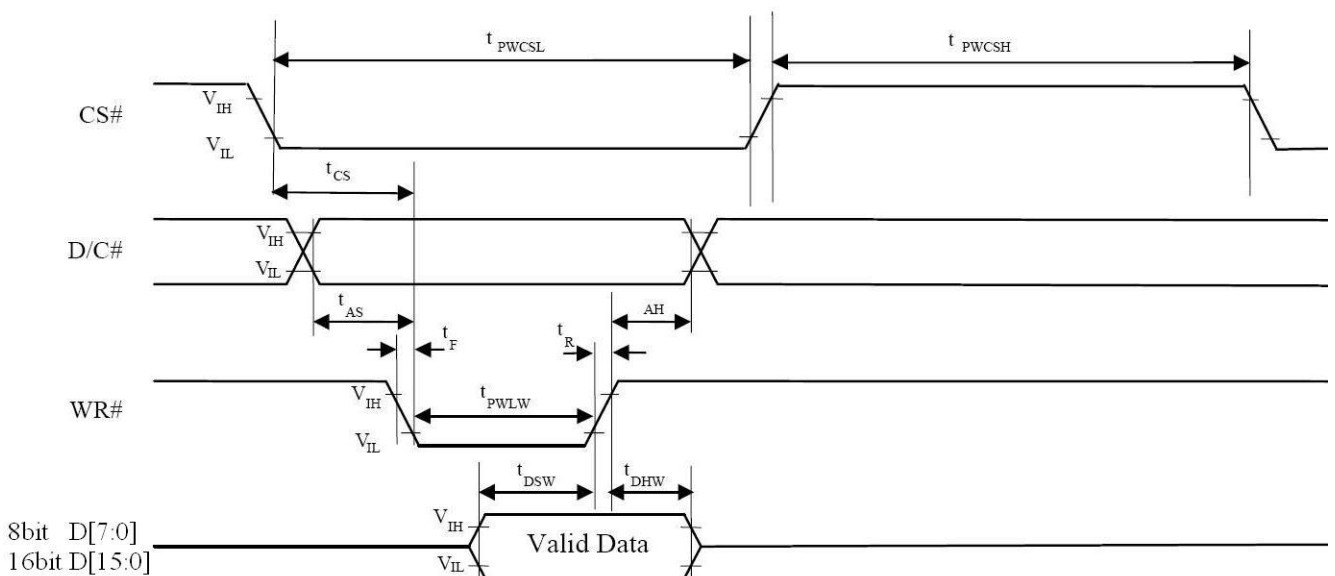 t PWCSL
t PWCSH
CS#
V IH
V IL
t CS
D/C#
V IH
V IL
t AS
AH
t F
t R
WR#
V IH
V IL
t PWLW
t DSW
t DHW
8bit D[7:0]
16bit D[15:0]
V IH
V IL
Valid Data